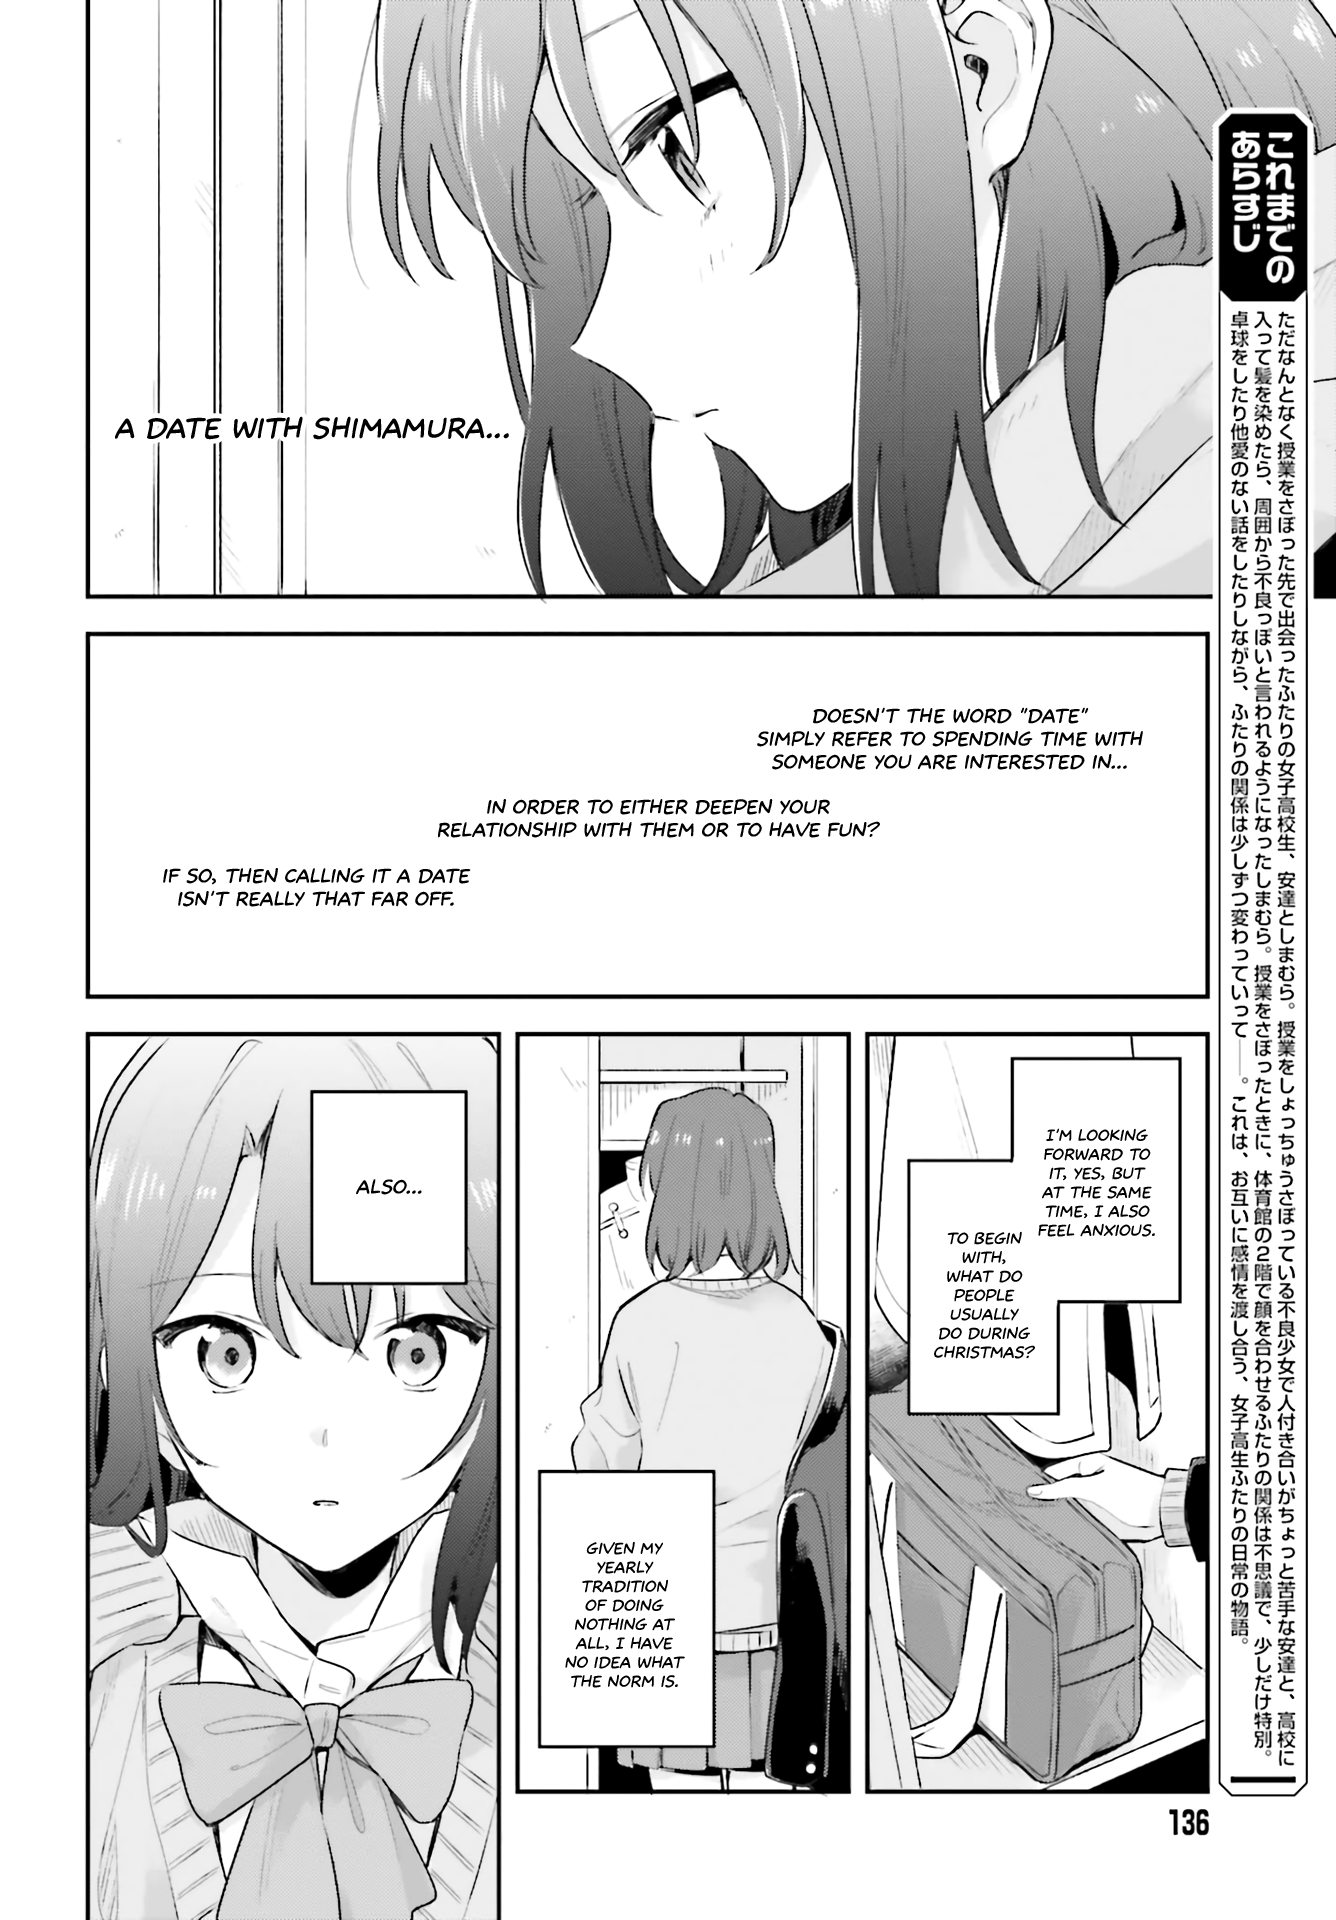 これまでの
あらすじ
ただなんとなく授業をさぼった先で出会ったふたりの女子高校生、安達としまむら。授業をしょっちゅうさぼっている不良少女で人付き合いがちょっと苦手な安達と、高校に
入って髪を染めたら、周囲から不良っぽいと言われるようになったしまむら。授業をさぼったときに、体育館の2階で顔を合わせるふたりの関係は不思議で、少しだけ特別。
卓球をしたり他愛のない話をしたりしながら、ふたりの関係は少しずつ変わっていって――。これは、お互いに感情を渡し合う、女子高生ふたりの日常の物語。
A DATE WITH SHIMAMURA...
DOESN'T THE WORD "DATE"
SIMPLY REFER TO SPENDING TIME WITH
SOMEONE YOU ARE INTERESTED IN...
IN ORDER TO EITHER DEEPEN YOUR
RELATIONSHIP WITH THEM OR TO HAVE FUN?
IF SO, THEN CALLING IT A DATE
ISN'T REALLY THAT FAR OFF.
I'M LOOKING
FORWARD TO
IT, YES, BUT
AT THE SAME
TIME, I ALSO
FEEL ANXIOUS.
TO BEGIN
WITH,
WHAT DO
PEOPLE
USUALLY
DO DURING
CHRISTMAS?
GIVEN MY
YEARLY
TRADITION
OF DOING
NOTHING AT
ALL, I HAVE
NO IDEA WHAT
THE NORM IS.
ALSO...
136